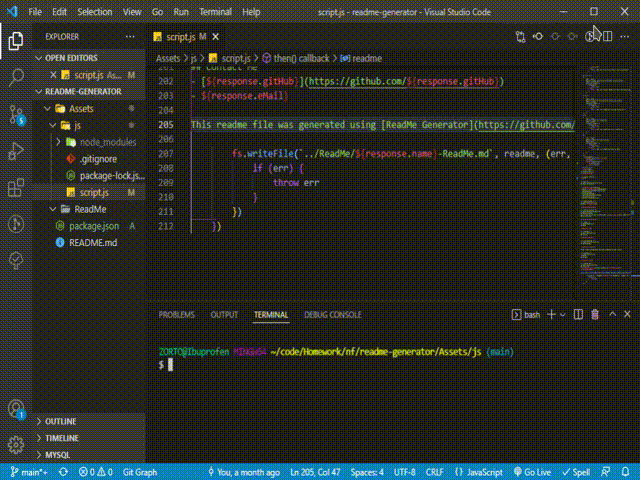 File Edit Selection View Go Run Terminal Help script.js - readme-generator - Visual Studio Code
EXPLORER
OPEN EDITORS
script.js As... M
README-GENERATOR
Assets
js
node_modules
.gitignore
package-lock.js...
script.js M
ReadMe
package.json U
README.md
OUTLINE
TIMELINE
MYSQL
script.js M
Assets > js > script.js > then() callback > readme
## Contact Me
202 - [${response.gitHub}](https://github.com/${response.gitHub})
203 - ${response.eMail}
204
205 This readme file was generated using [ReadMe Generator](https://github.com/
206
207 fs.writeFile(`../ReadMe/${response.name}-ReadMe.md`, readme, (err,
208 if (err) {
209 throw err
210 }
211 })
212 })
PROBLEMS OUTPUT TERMINAL DEBUG CONSOLE
bash
ZORTO@Ibuprofen MINGW64 ~/code/Homework/nf/readme-generator/Assets/js (main)
$
5
1
main*+ 0 0 Git Graph You, a month ago Ln 205, Col 47 Spaces: 4 UTF-8 CRLF {} JavaScript Go Live Spell